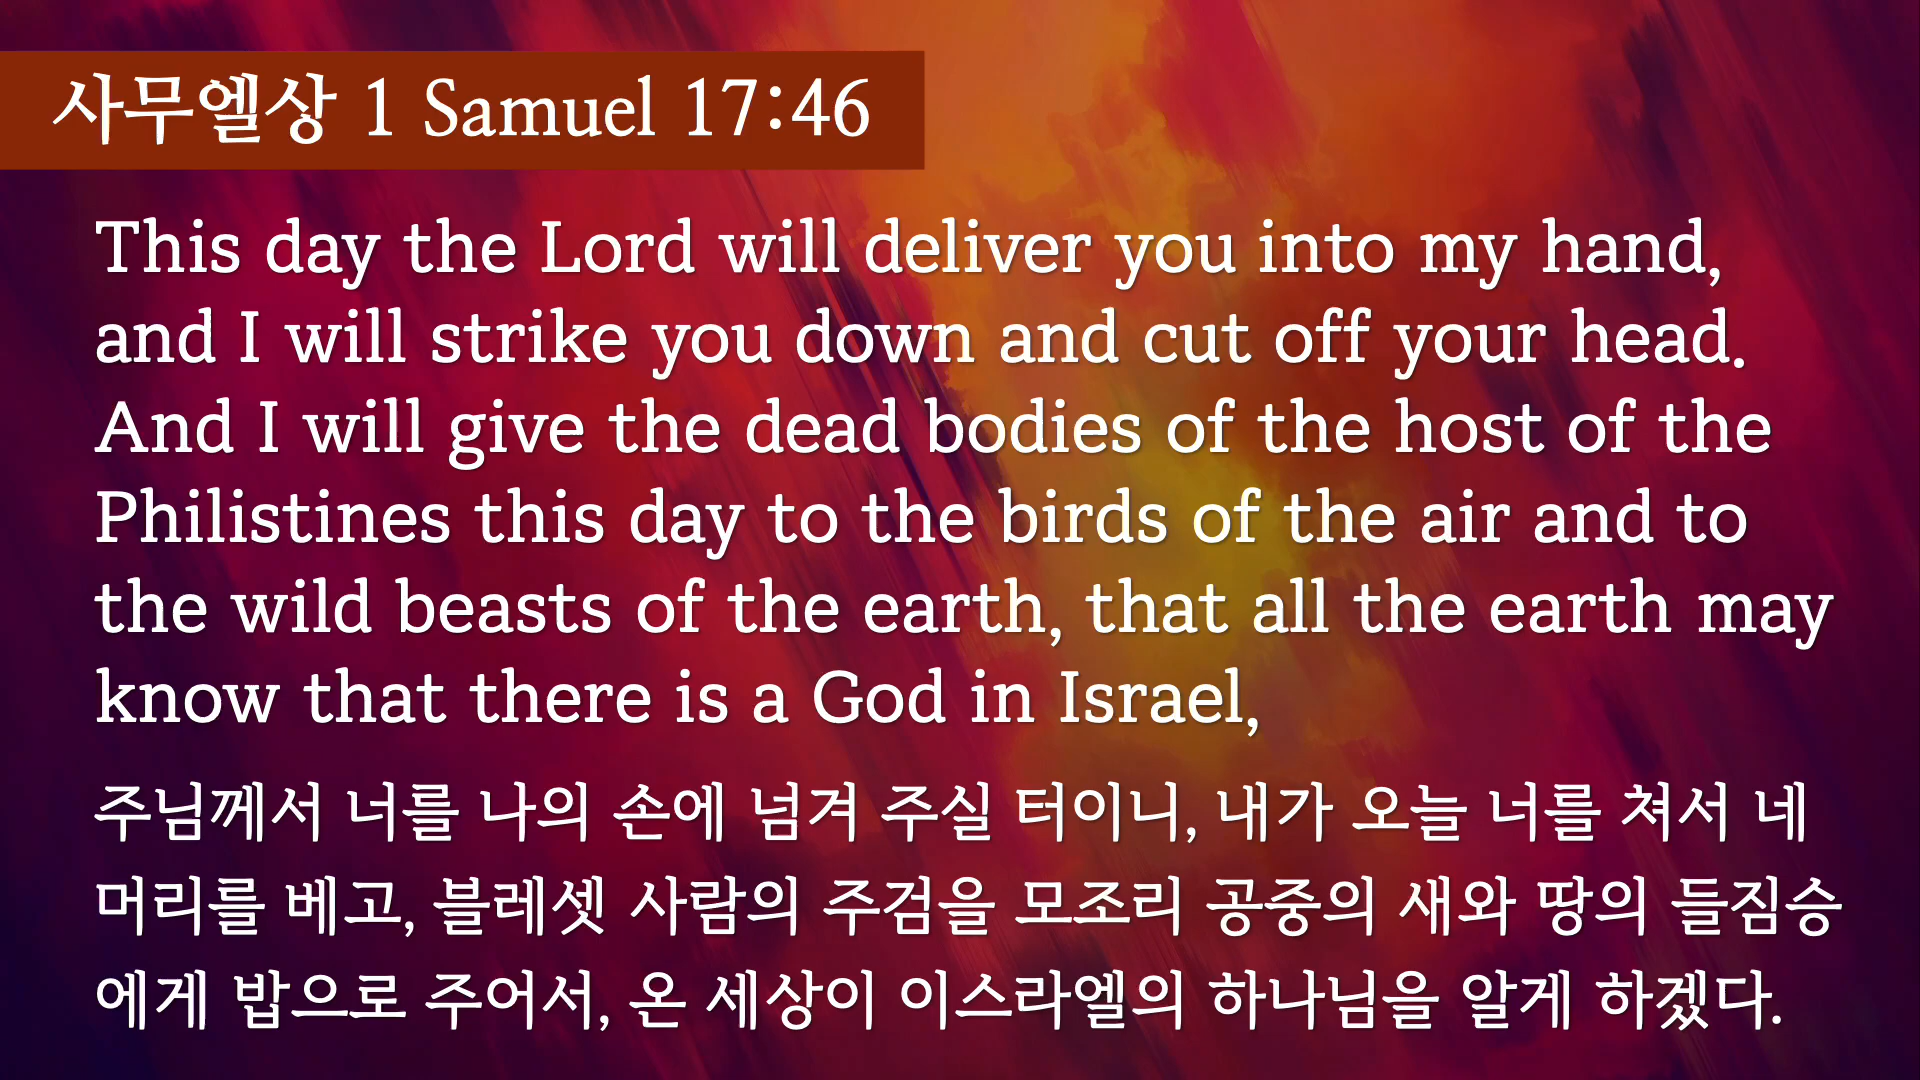 사무엘상 1 Samuel 17:46
This day the Lord will deliver you into my hand,
and I will strike you down and cut off your head.
And I will give the dead bodies of the host of the
Philistines this day to the birds of the air and to
the wild beasts of the earth, that all the earth may
know that there is a God in Israel,
주님께서 너를 나의 손에 넘겨 주실 터이니, 내가 오늘 너를 쳐서 네
머리를 베고, 블레셋 사람의 주검을 모조리 공중의 새와 땅의 들짐승
에게 밥으로 주어서, 온 세상이 이스라엘의 하나님을 알게 하겠다.